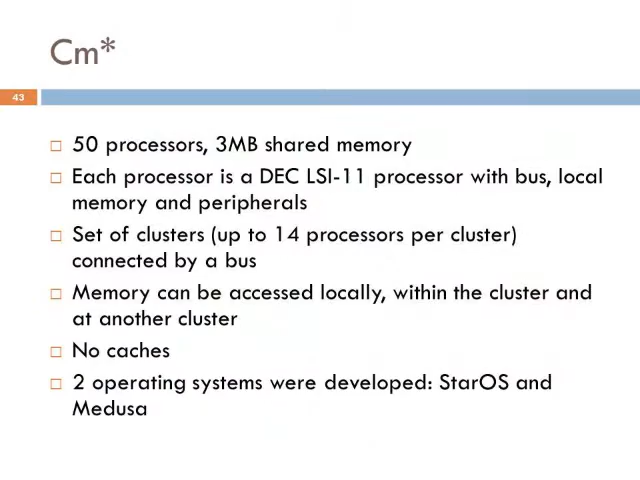 Cm*
43
50 processors, 3MB shared memory
Each processor is a DEC LSI-11 processor with bus, local
memory and peripherals
Set of clusters (up to 14 processors per cluster)
connected by a bus
Memory can be accessed locally, within the cluster and
at another cluster
No caches
2 operating systems were developed: StarOS and
Medusa